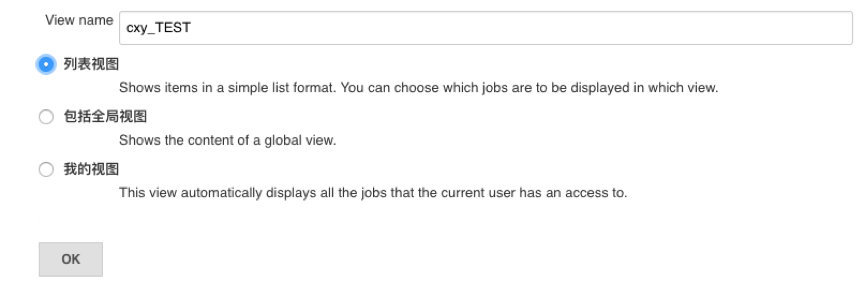 View name
cxy_TEST
列表视图
Shows items in a simple list format. You can choose which jobs are to be displayed in which view.
包括全局视图
Shows the content of a global view.
我的视图
This view automatically displays all the jobs that the current user has an access to.
OK